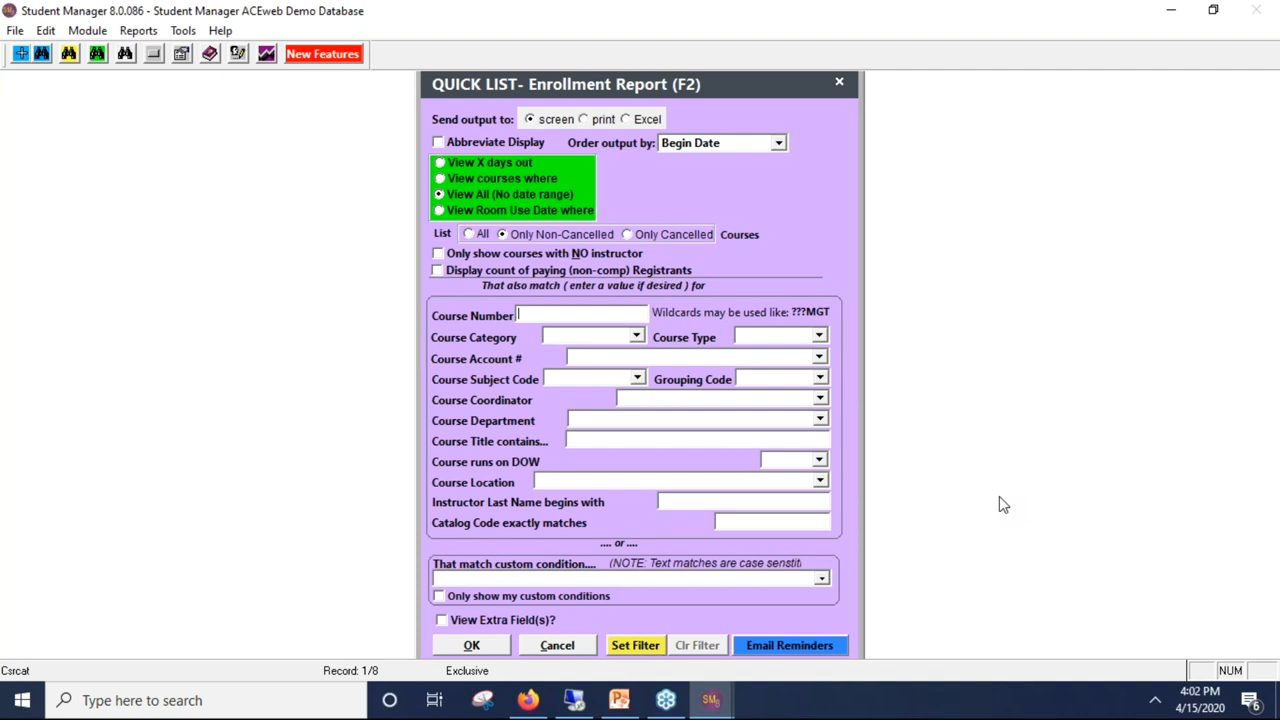 Student Manager 8.0.086 - Student Manager ACEweb Demo Database
File Edit Module Reports Tools Help
New Features
QUICK LIST- Enrollment Report (F2)
Send output to: screen print Excel
Abbreviate Display Order output by: Begin Date
View X days out
View courses where
View All (No date range)
View Room Use Date where
List All Only Non-Cancelled Only Cancelled Courses
Only show courses with NO instructor
Display count of paying (non-comp) Registrants
That also match ( enter a value if desired ) for
Course Number Wildcards may be used like: ???MGT
Course Category Course Type
Course Account #
Course Subject Code Grouping Code
Course Coordinator
Course Department
Course Title contains...
Course runs on DOW
Course Location
Instructor Last Name begins with
Catalog Code exactly matches
.... or ....
That match custom condition.... (NOTE: Text matches are case sensiti
Only show my custom conditions
View Extra Field(s)?
OK Cancel Set Filter Clr Filter Email Reminders
Csrcat Record: 1/8 Exclusive NUM
Type here to search
SM
4:02 PM
4/15/2020
6